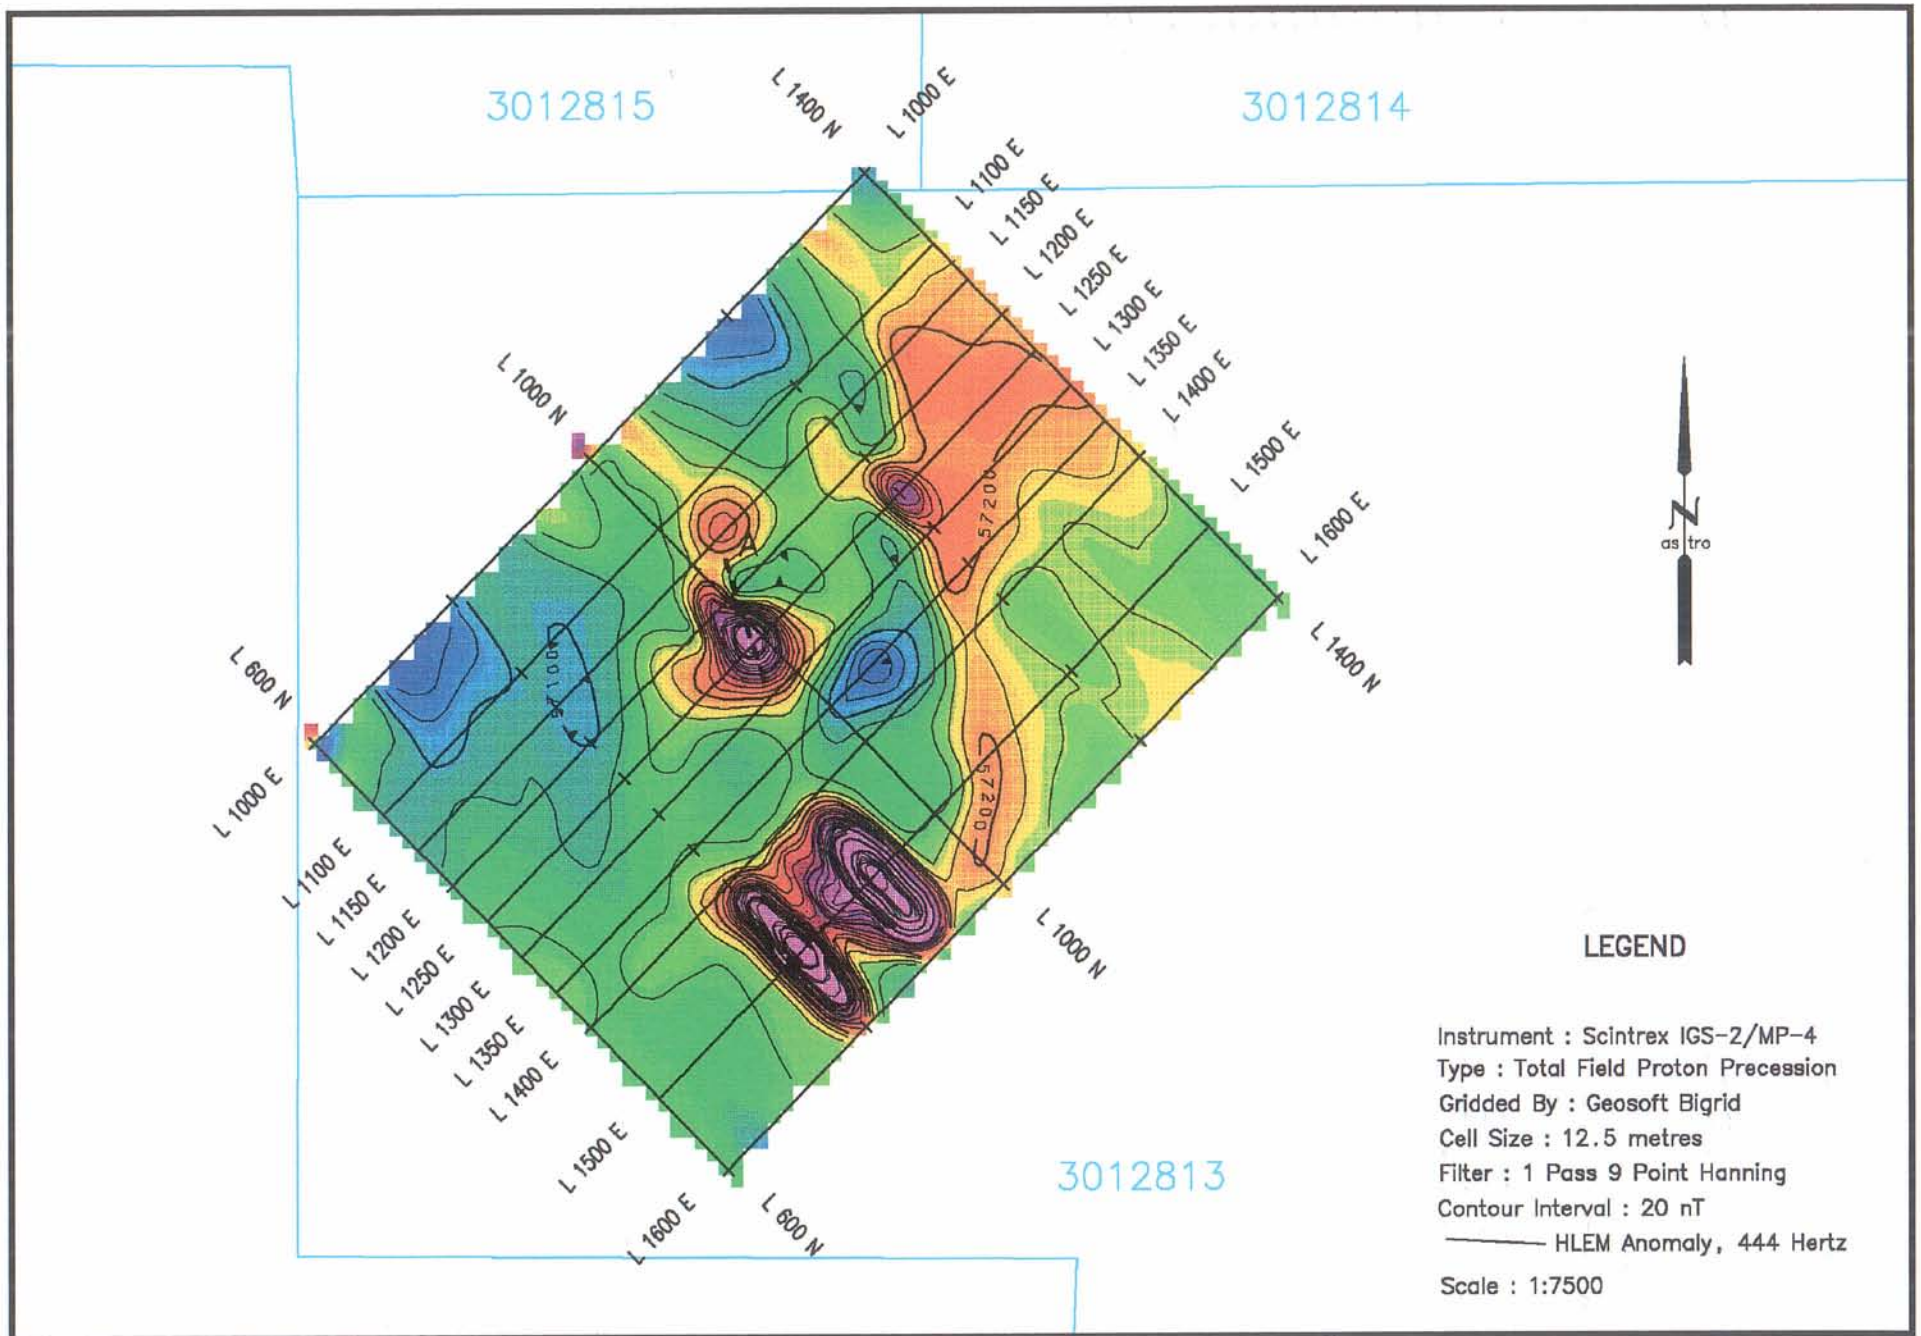 3012815
3012814
L 1400 N
L 1000 E
L 1100 E
L 1150 E
L 1200 E
L 1250 E
L 1300 E
L 1350 E
L 1400 E
L 1500 E
L 1600 E
L 1400 N
L 1000 N
L 600 N
57200
A
57100
57200
N
as tro
L 1000 E
L 1100 E
L 1150 E
L 1200 E
L 1250 E
L 1300 E
L 1350 E
L 1400 E
L 1500 E
L 1600 E
L 600 N
L 1000 N
3012813
LEGEND
Instrument : Scintrex IGS-2/MP-4
Type : Total Field Proton Precession
Gridded By : Geosoft Bigrid
Cell Size : 12.5 metres
Filter : 1 Pass 9 Point Hanning
Contour Interval : 20 nT
HLEM Anomaly, 444 Hertz
Scale : 1:7500